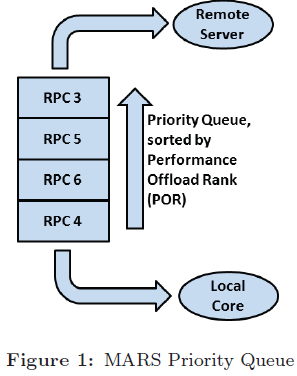 Remote
Server
RPC 3
RPC 5
RPC 6
RPC 4
Priority Queue,
sorted by
Performance
Offload Rank
(POR)
Local
Core
Figure 1: MARS Priority Queue